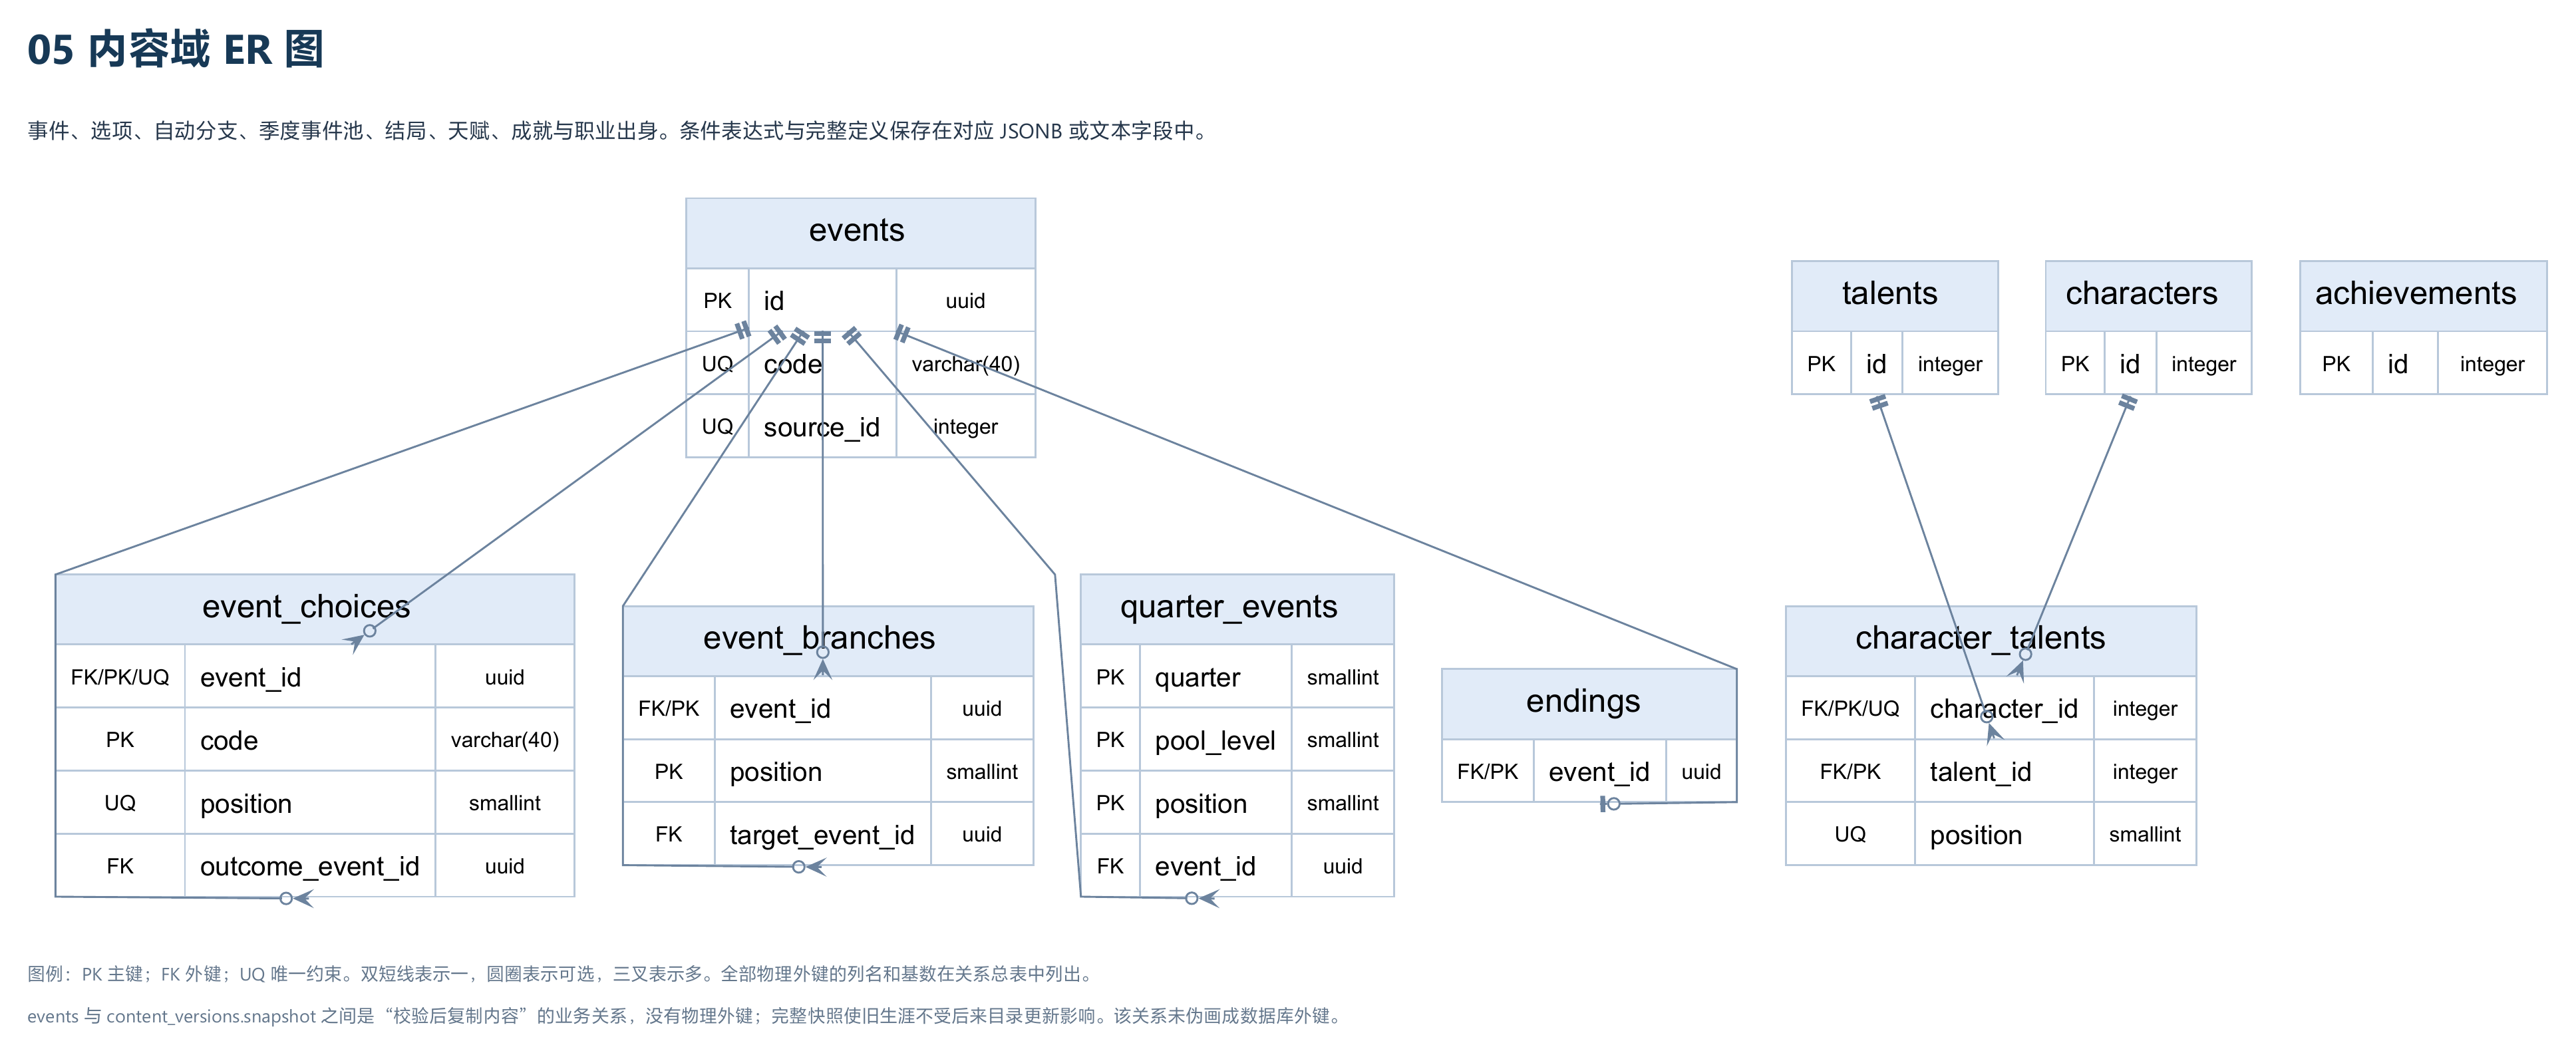 05 内容域 ER 图
事件、选项、自动分支、季度事件池、结局、天赋、成就与职业出身。条件表达式与完整定义保存在对应 JSONB 或文本字段中。
events
PK id uuid
UQ code varchar(40)
UQ source_id integer
talents
PK id integer
characters
PK id integer
achievements
PK id integer
event_choices
FK/PK/UQ event_id uuid
PK code varchar(40)
UQ position smallint
FK outcome_event_id uuid
event_branches
FK/PK event_id uuid
PK position smallint
FK target_event_id uuid
quarter_events
PK quarter smallint
PK pool_level smallint
PK position smallint
FK event_id uuid
endings
FK/PK event_id uuid
character_talents
FK/PK/UQ character_id integer
FK/PK talent_id integer
UQ position smallint
图例：PK 主键；FK 外键；UQ 唯一约束。双短线表示一，圆圈表示可选，三叉表示多。全部物理外键的列名和基数在关系总表中列出。
events 与 content_versions.snapshot 之间是“校验后复制内容”的业务关系，没有物理外键；完整快照使旧生涯不受后来目录更新影响。该关系未伪画成数据库外键。